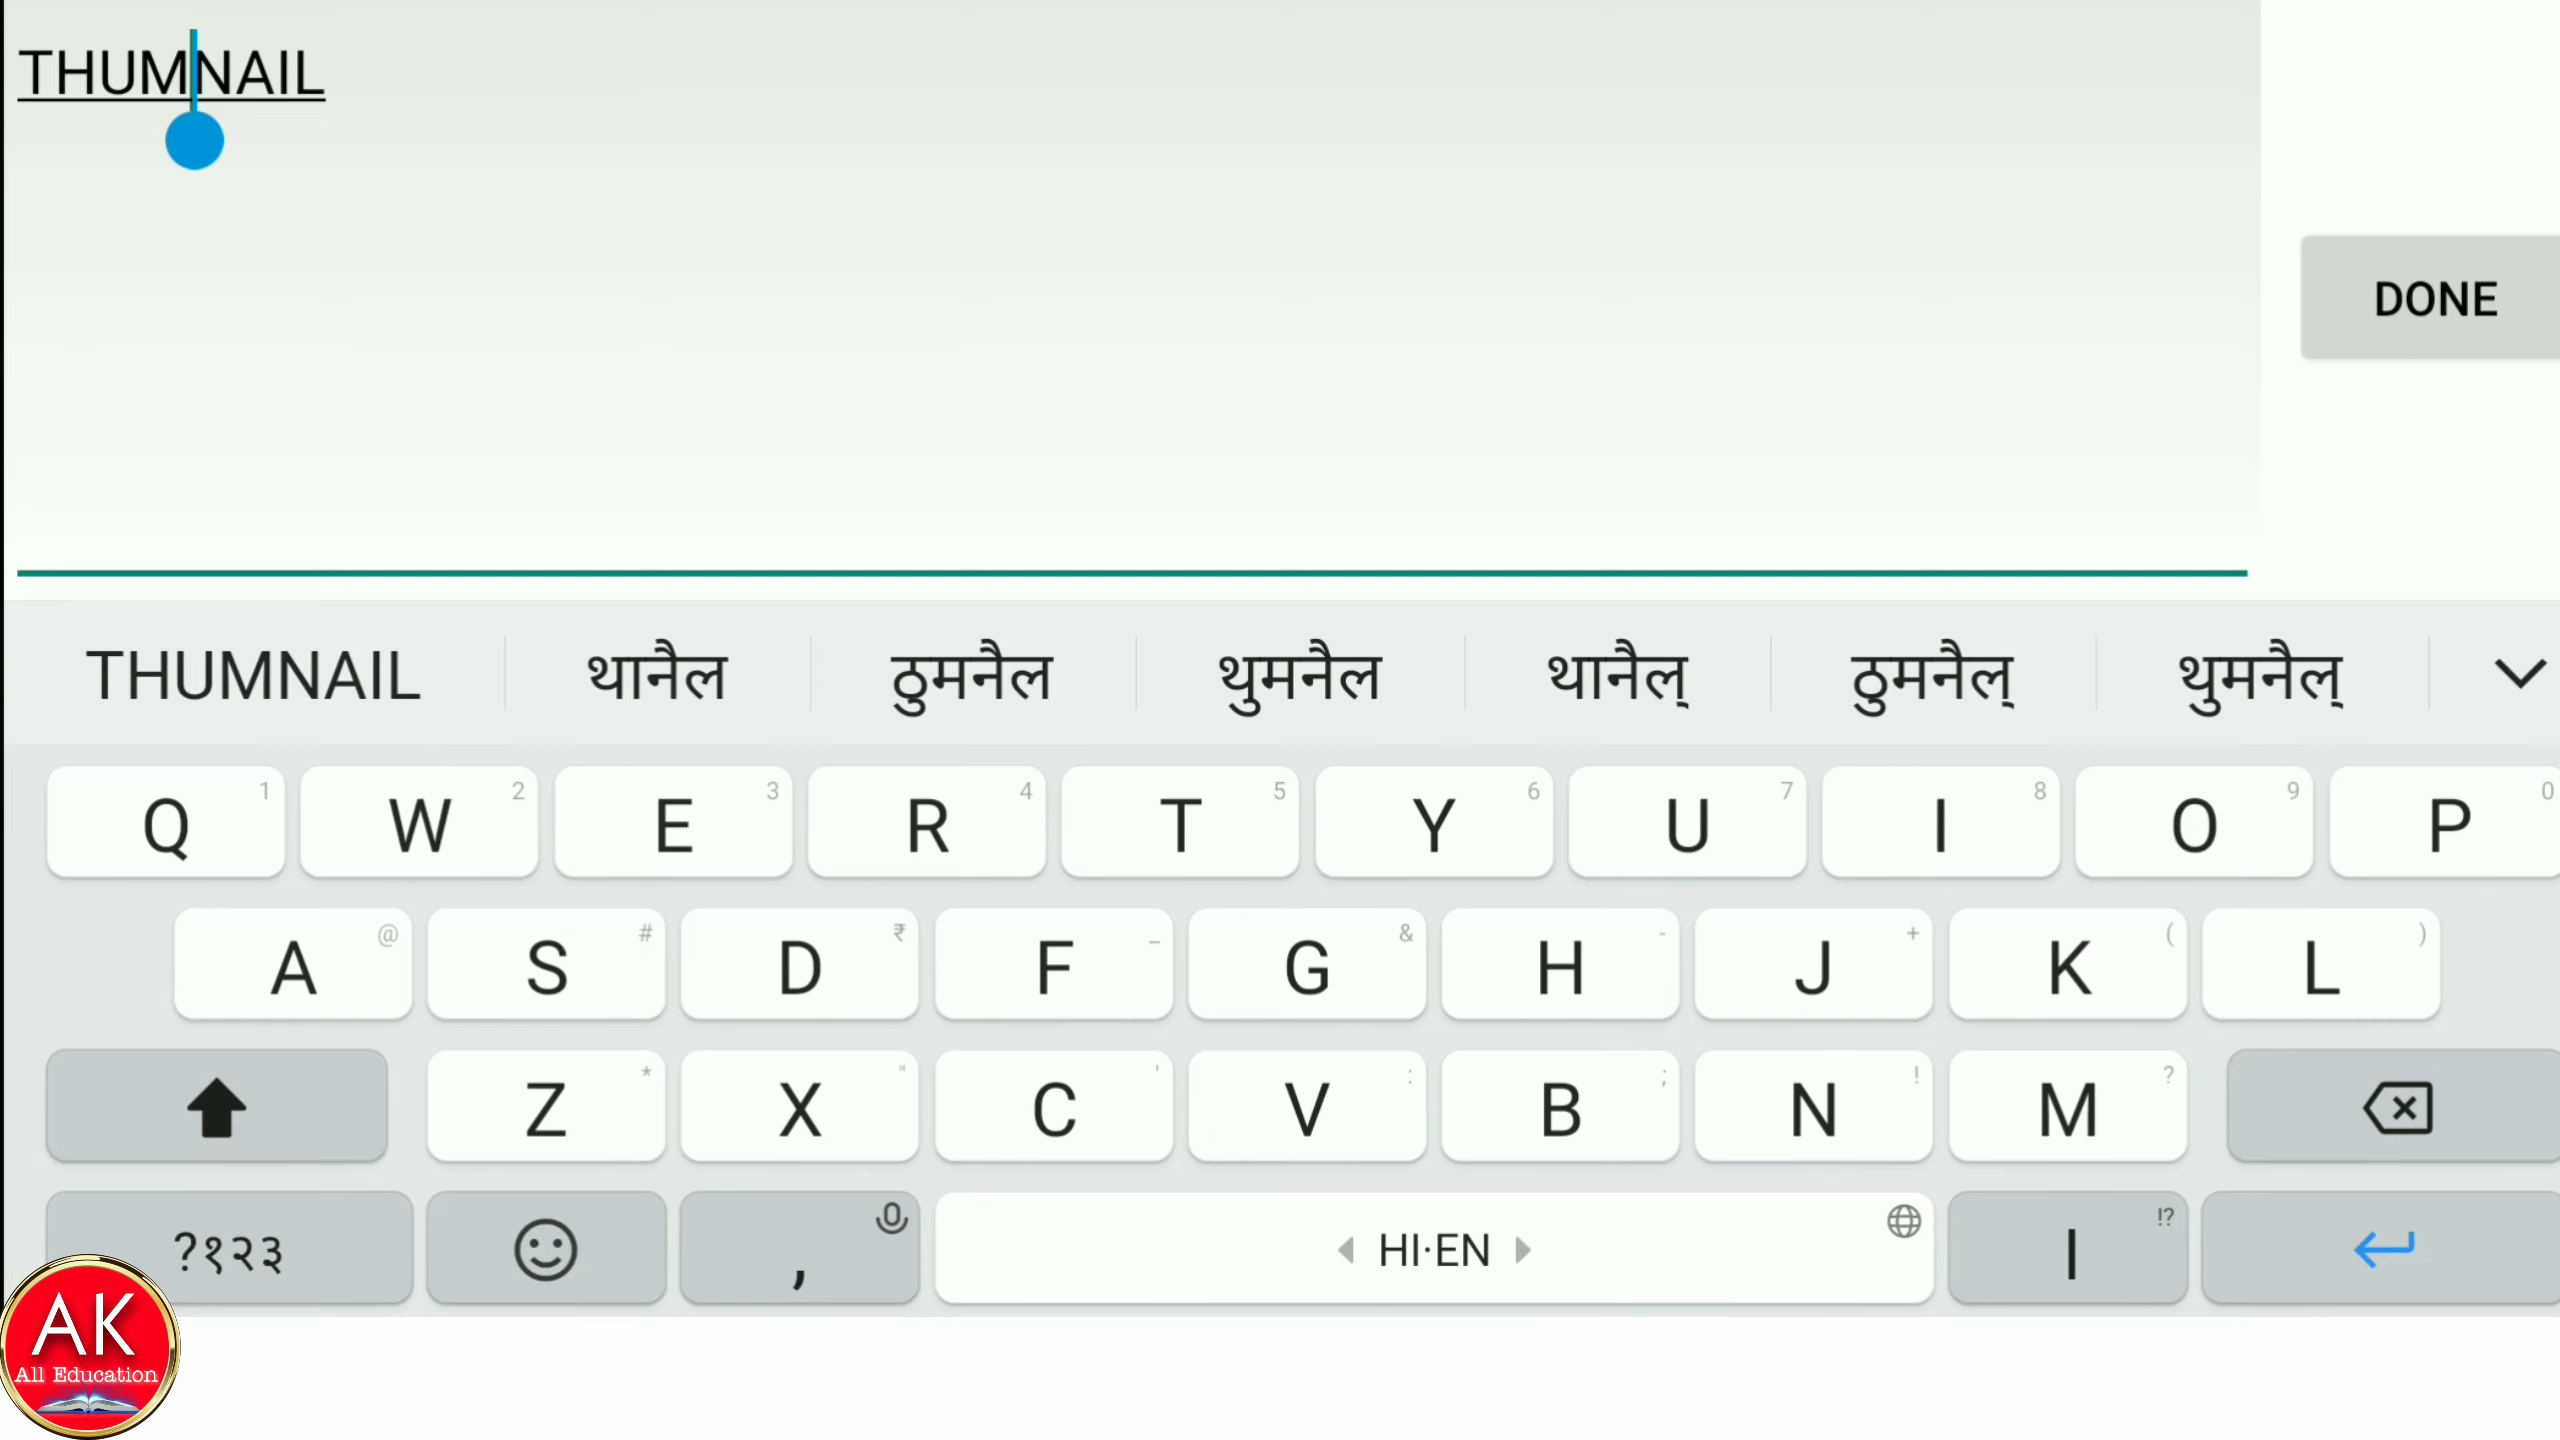 THUMNAIL
DONE
THUMNAIL थानैल ठुमनैल थुमनैल थानैल् ठुमनैल् थुमनैल्
Q 1 W 2 E 3 R 4 T 5 Y 6 U 7 I 8 O 9 P 0
A @ S # D ₹ F _ G & H - J + K ( L )
Z * X " C ' V : B ; N ! M ?
?१२३ , HI·EN । !?
AK
All Education